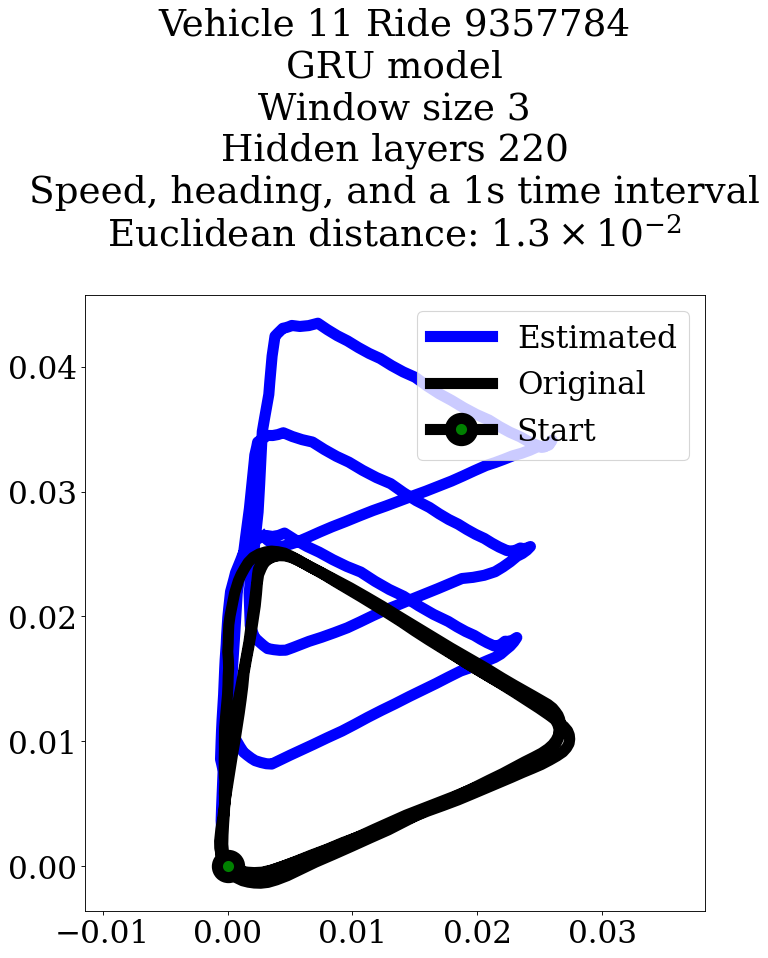 Vehicle 11 Ride 9357784
GRU model
Window size 3
Hidden layers 220
Speed, heading, and a 1s time interval
Euclidean distance: 1.3 × 10⁻²
Estimated
Original
Start
0.04
0.03
0.02
0.01
0.00
−0.01 0.00 0.01 0.02 0.03